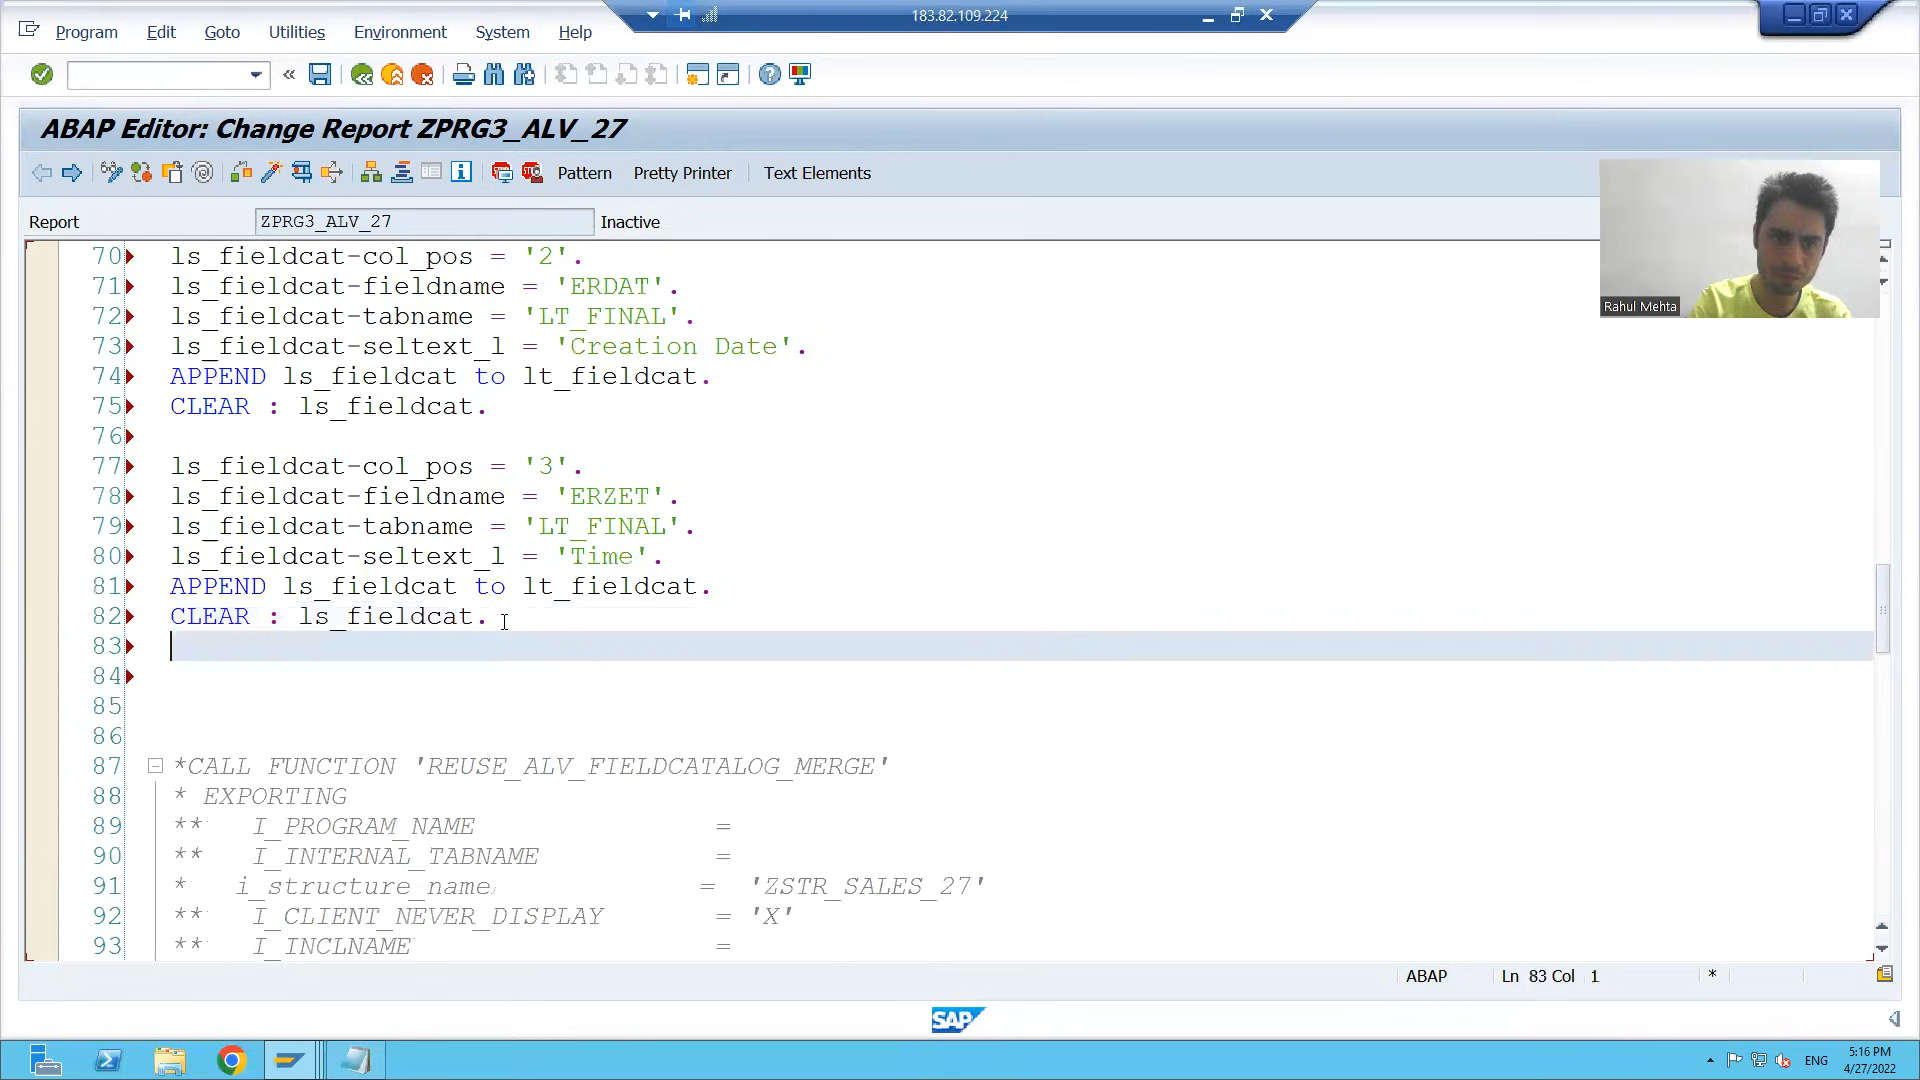 183.82.109.224
Program Edit Goto Utilities Environment System Help
ABAP Editor: Change Report ZPRG3_ALV_27
Pattern Pretty Printer Text Elements
Report ZPRG3_ALV_27 Inactive
Rahul Mehta
70 ls_fieldcat-col_pos = '2'.
71 ls_fieldcat-fieldname = 'ERDAT'.
72 ls_fieldcat-tabname = 'LT_FINAL'.
73 ls_fieldcat-seltext_l = 'Creation Date'.
74 APPEND ls_fieldcat to lt_fieldcat.
75 CLEAR : ls_fieldcat.
76
77 ls_fieldcat-col_pos = '3'.
78 ls_fieldcat-fieldname = 'ERZET'.
79 ls_fieldcat-tabname = 'LT_FINAL'.
80 ls_fieldcat-seltext_l = 'Time'.
81 APPEND ls_fieldcat to lt_fieldcat.
82 CLEAR : ls_fieldcat.
83
84
85
86
87 *CALL FUNCTION 'REUSE_ALV_FIELDCATALOG_MERGE'
88 * EXPORTING
89 ** I_PROGRAM_NAME =
90 ** I_INTERNAL_TABNAME =
91 * i_structure_name = 'ZSTR_SALES_27'
92 ** I_CLIENT_NEVER_DISPLAY = 'X'
93 ** I_INCLNAME =
ABAP Ln 83 Col 1 *
SAP
ENG 5:16 PM
4/27/2022